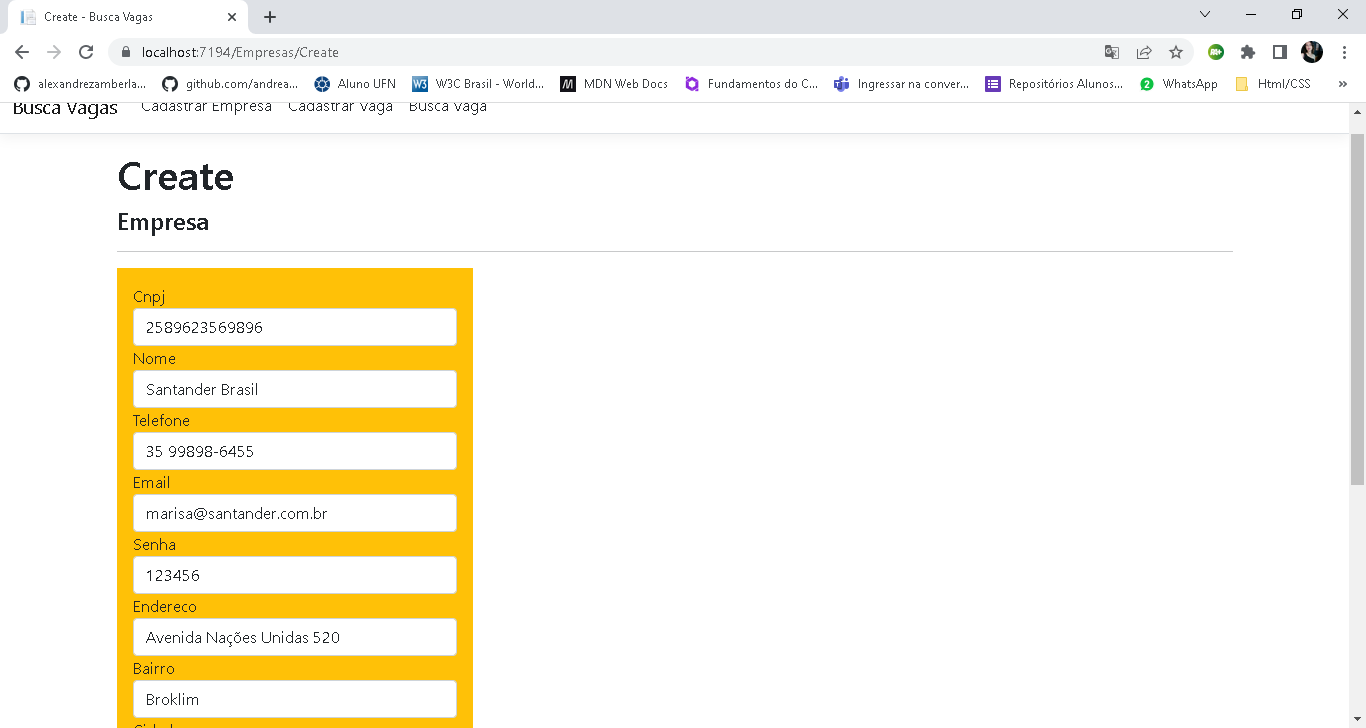 Create - Busca Vagas
localhost:7194/Empresas/Create
alexandrezamberla... github.com/andrea... Aluno UFN W3C Brasil - World... MDN Web Docs Fundamentos do C... Ingressar na conver... Repositórios Alunos... 2 WhatsApp Html/CSS »
Busca Vagas Cadastrar Empresa Cadastrar Vaga Busca Vaga
Create
Empresa
Cnpj
2589623569896
Nome
Santander Brasil
Telefone
35 99898-6455
Email
marisa@santander.com.br
Senha
123456
Endereco
Avenida Nações Unidas 520
Bairro
Broklim